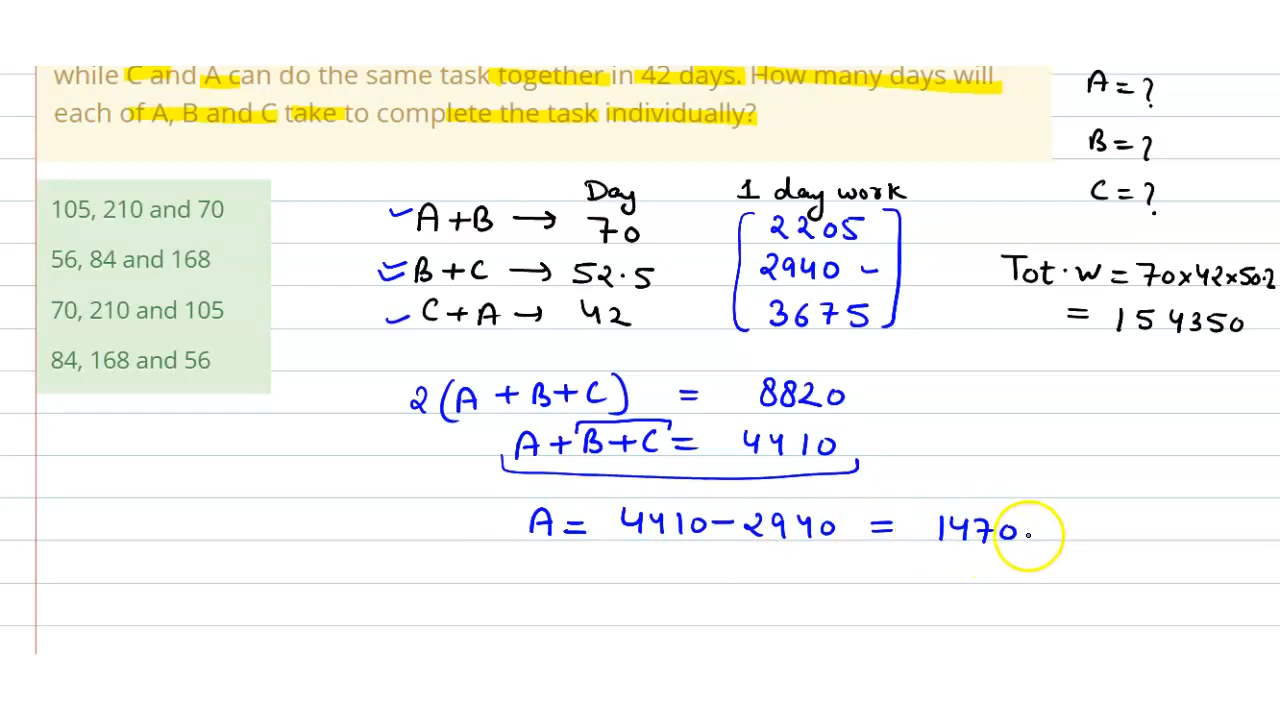 while C and A can do the same task together in 42 days. How many days will
each of A, B and C take to complete the task individually?
A = ?
B = ?
C = ?
105, 210 and 70
56, 84 and 168
70, 210 and 105
84, 168 and 56
Day 1 day work
A+B → 70 2205
B+C → 52.5 2940
C+A → 42 3675
Tot. W = 70x42x50.2
= 154350
2(A+B+C) = 8820
A+B+C = 4410
A = 4410-2940 = 1470.